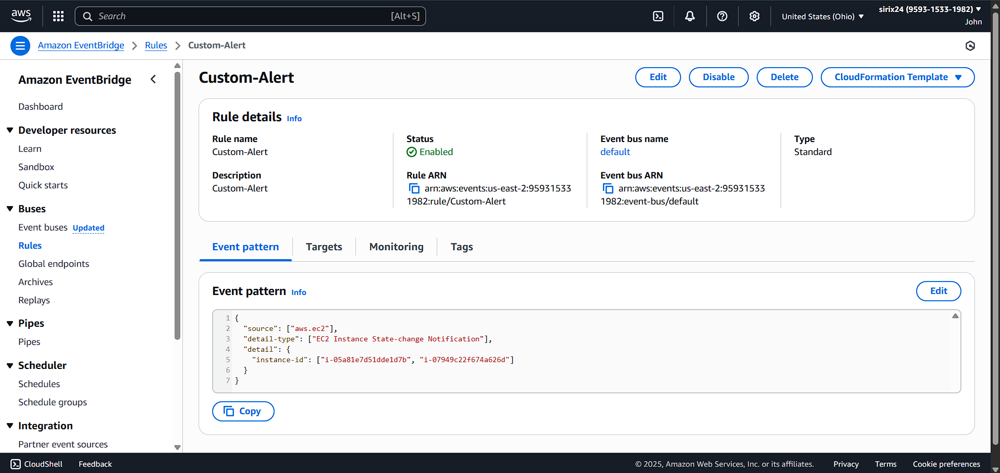 aws
Search
[Alt+S]
United States (Ohio)
sirix24 (9593-1533-1982)
John
Amazon EventBridge
Rules
Custom-Alert
Amazon EventBridge
Dashboard
Developer resources
Learn
Sandbox
Quick starts
Buses
Event buses Updated
Rules
Global endpoints
Archives
Replays
Pipes
Pipes
Scheduler
Schedules
Schedule groups
Integration
Partner event sources
Custom-Alert
Edit
Disable
Delete
CloudFormation Template
Rule details Info
Rule name
Custom-Alert
Description
Custom-Alert
Status
Enabled
Rule ARN
arn:aws:events:us-east-2:95931533
1982:rule/Custom-Alert
Event bus name
default
Event bus ARN
arn:aws:events:us-east-2:95931533
1982:event-bus/default
Type
Standard
Event pattern
Targets
Monitoring
Tags
Event pattern Info
Edit
1 {
2 "source": ["aws.ec2"],
3 "detail-type": ["EC2 Instance State-change Notification"],
4 "detail": {
5 "instance-id": ["i-05a81e7d51dde1d7b", "i-07949c22f674a626d"]
6 }
7 }
Copy
CloudShell
Feedback
© 2025, Amazon Web Services, Inc. or its affiliates.
Privacy
Terms
Cookie preferences